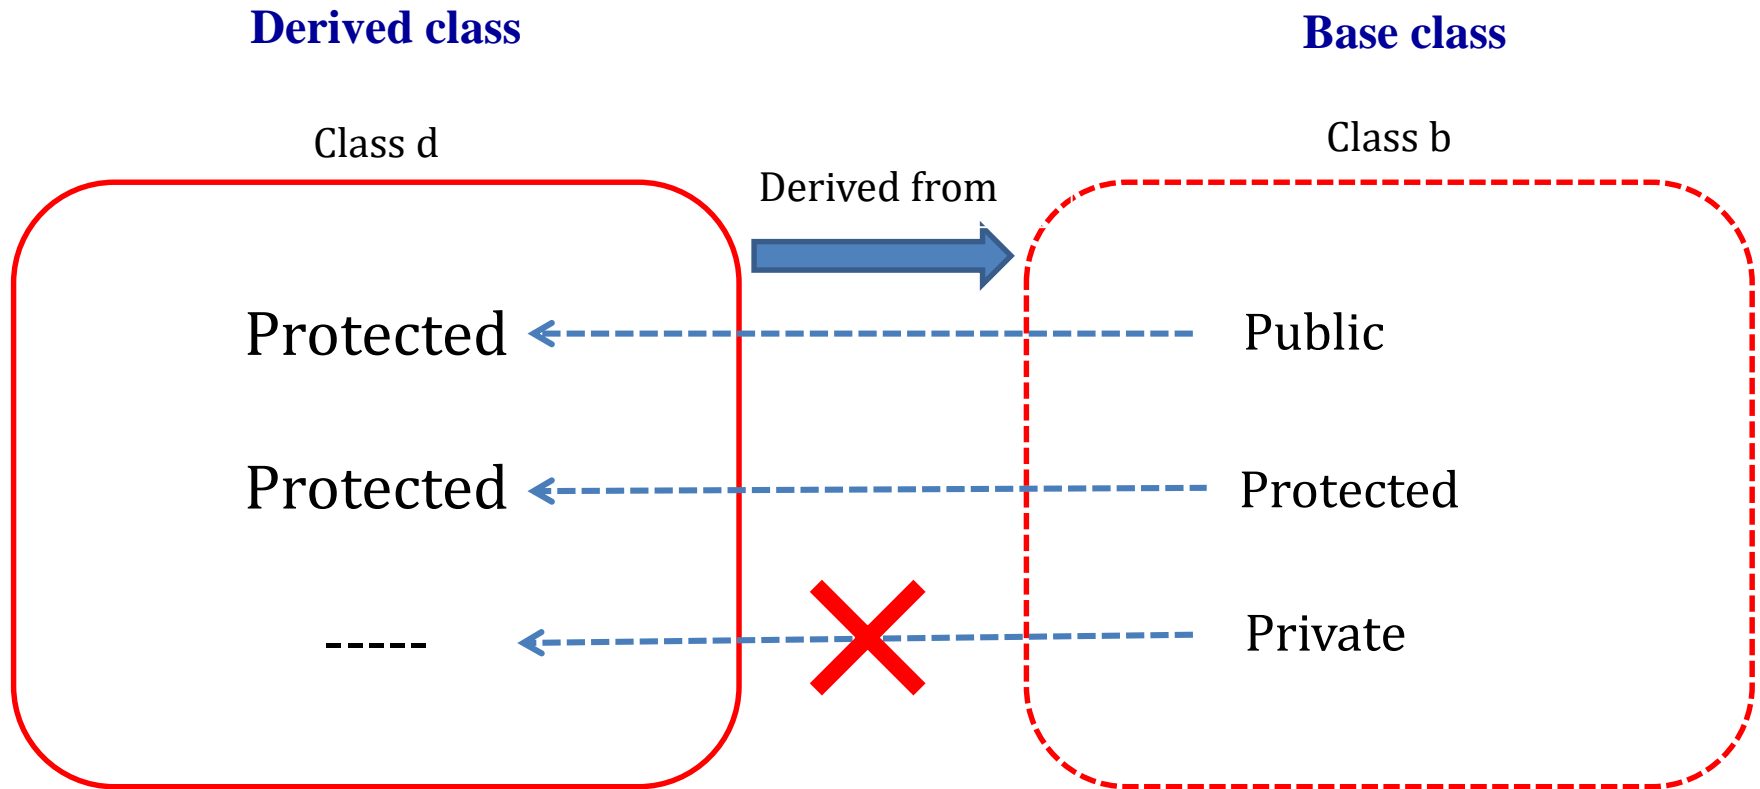 Derived class
Base class
Class d
Class b
Derived from
Protected
Public
Protected
Protected
-----
Private